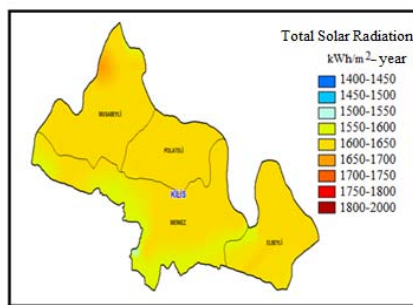 Total Solar Radiation
kWh/m²-year
1400-1450
1450-1500
1500-1550
1550-1600
1600-1650
1650-1700
1700-1750
1750-1800
1800-2000
MUSABEYLİ
POLATELİ
KİLİS
MERKEZ
ELBEYLİ